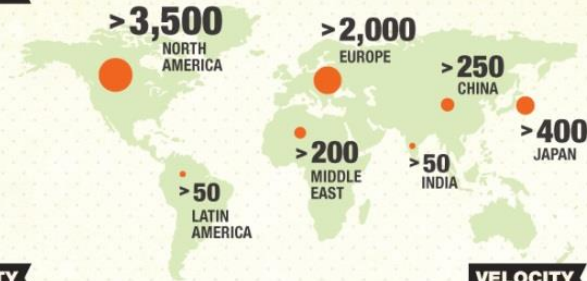 >3,500
NORTH
AMERICA
>2,000
EUROPE
>250
CHINA
>400
JAPAN
>200
MIDDLE
EAST
>50
INDIA
>50
LATIN
AMERICA
TY
VELOCITY